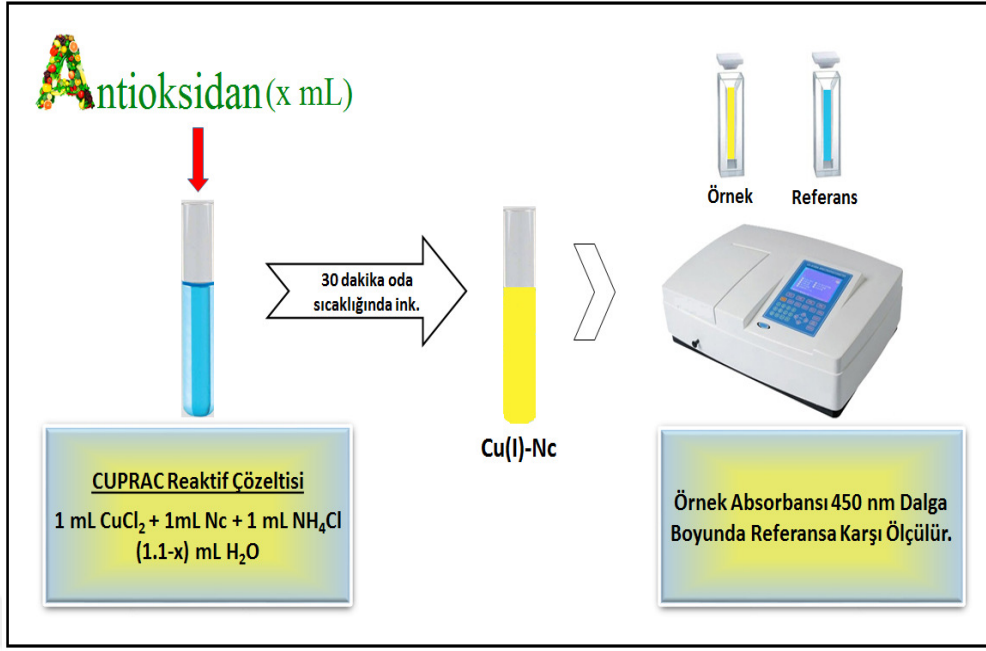 Antioksidan (x mL)
Örnek
Referans
30 dakika oda
sıcaklığında ink.
Cu(I)-Nc
CUPRAC Reaktif Çözeltisi
1 mL CuCl₂ + 1mL Nc + 1 mL NH₄Cl
(1.1-x) mL H₂O
Örnek Absorbansı 450 nm Dalga
Boyunda Referansa Karşı Ölçülür.